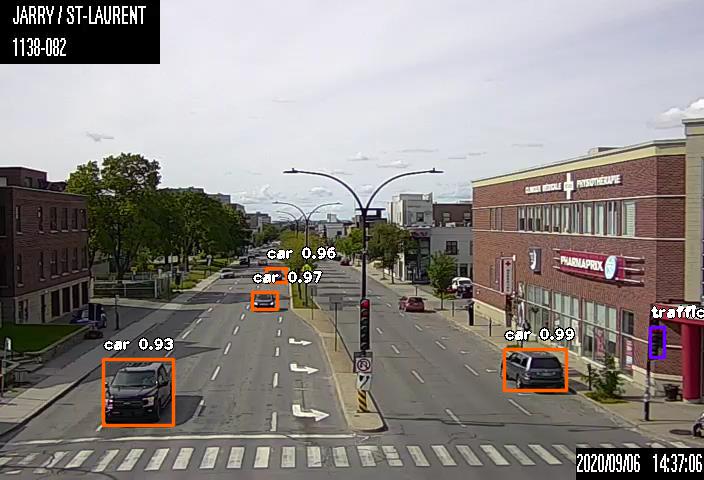 JARRY / ST-LAURENT
1138-082
CLINIQUE MÉDICALE PHYSIOTHÉRAPIE
PHARMAPRIX
car 0.96
car 0.97
car 0.99
car 0.93
traffic
2020/09/06 14:37:06